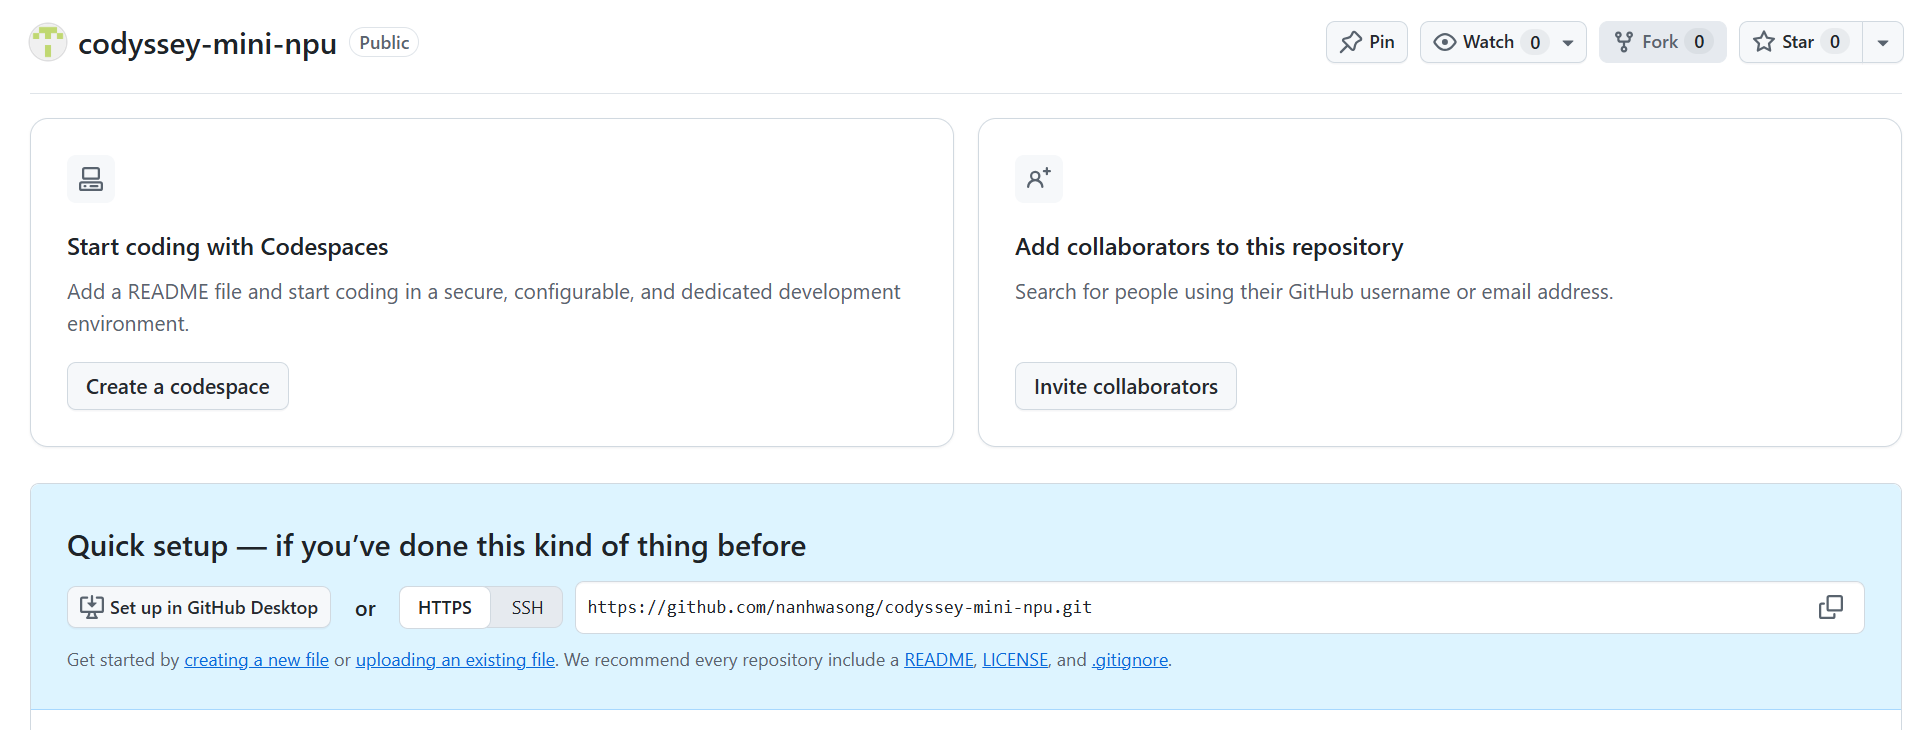 codyssey-mini-npu Public Pin Watch 0 Fork 0 Star 0
Start coding with Codespaces
Add a README file and start coding in a secure, configurable, and dedicated development
environment.
Create a codespace
Add collaborators to this repository
Search for people using their GitHub username or email address.
Invite collaborators
Quick setup — if you’ve done this kind of thing before
Set up in GitHub Desktop or HTTPS SSH https://github.com/nanhwasong/codyssey-mini-npu.git
Get started by creating a new file or uploading an existing file. We recommend every repository include a README, LICENSE, and .gitignore.